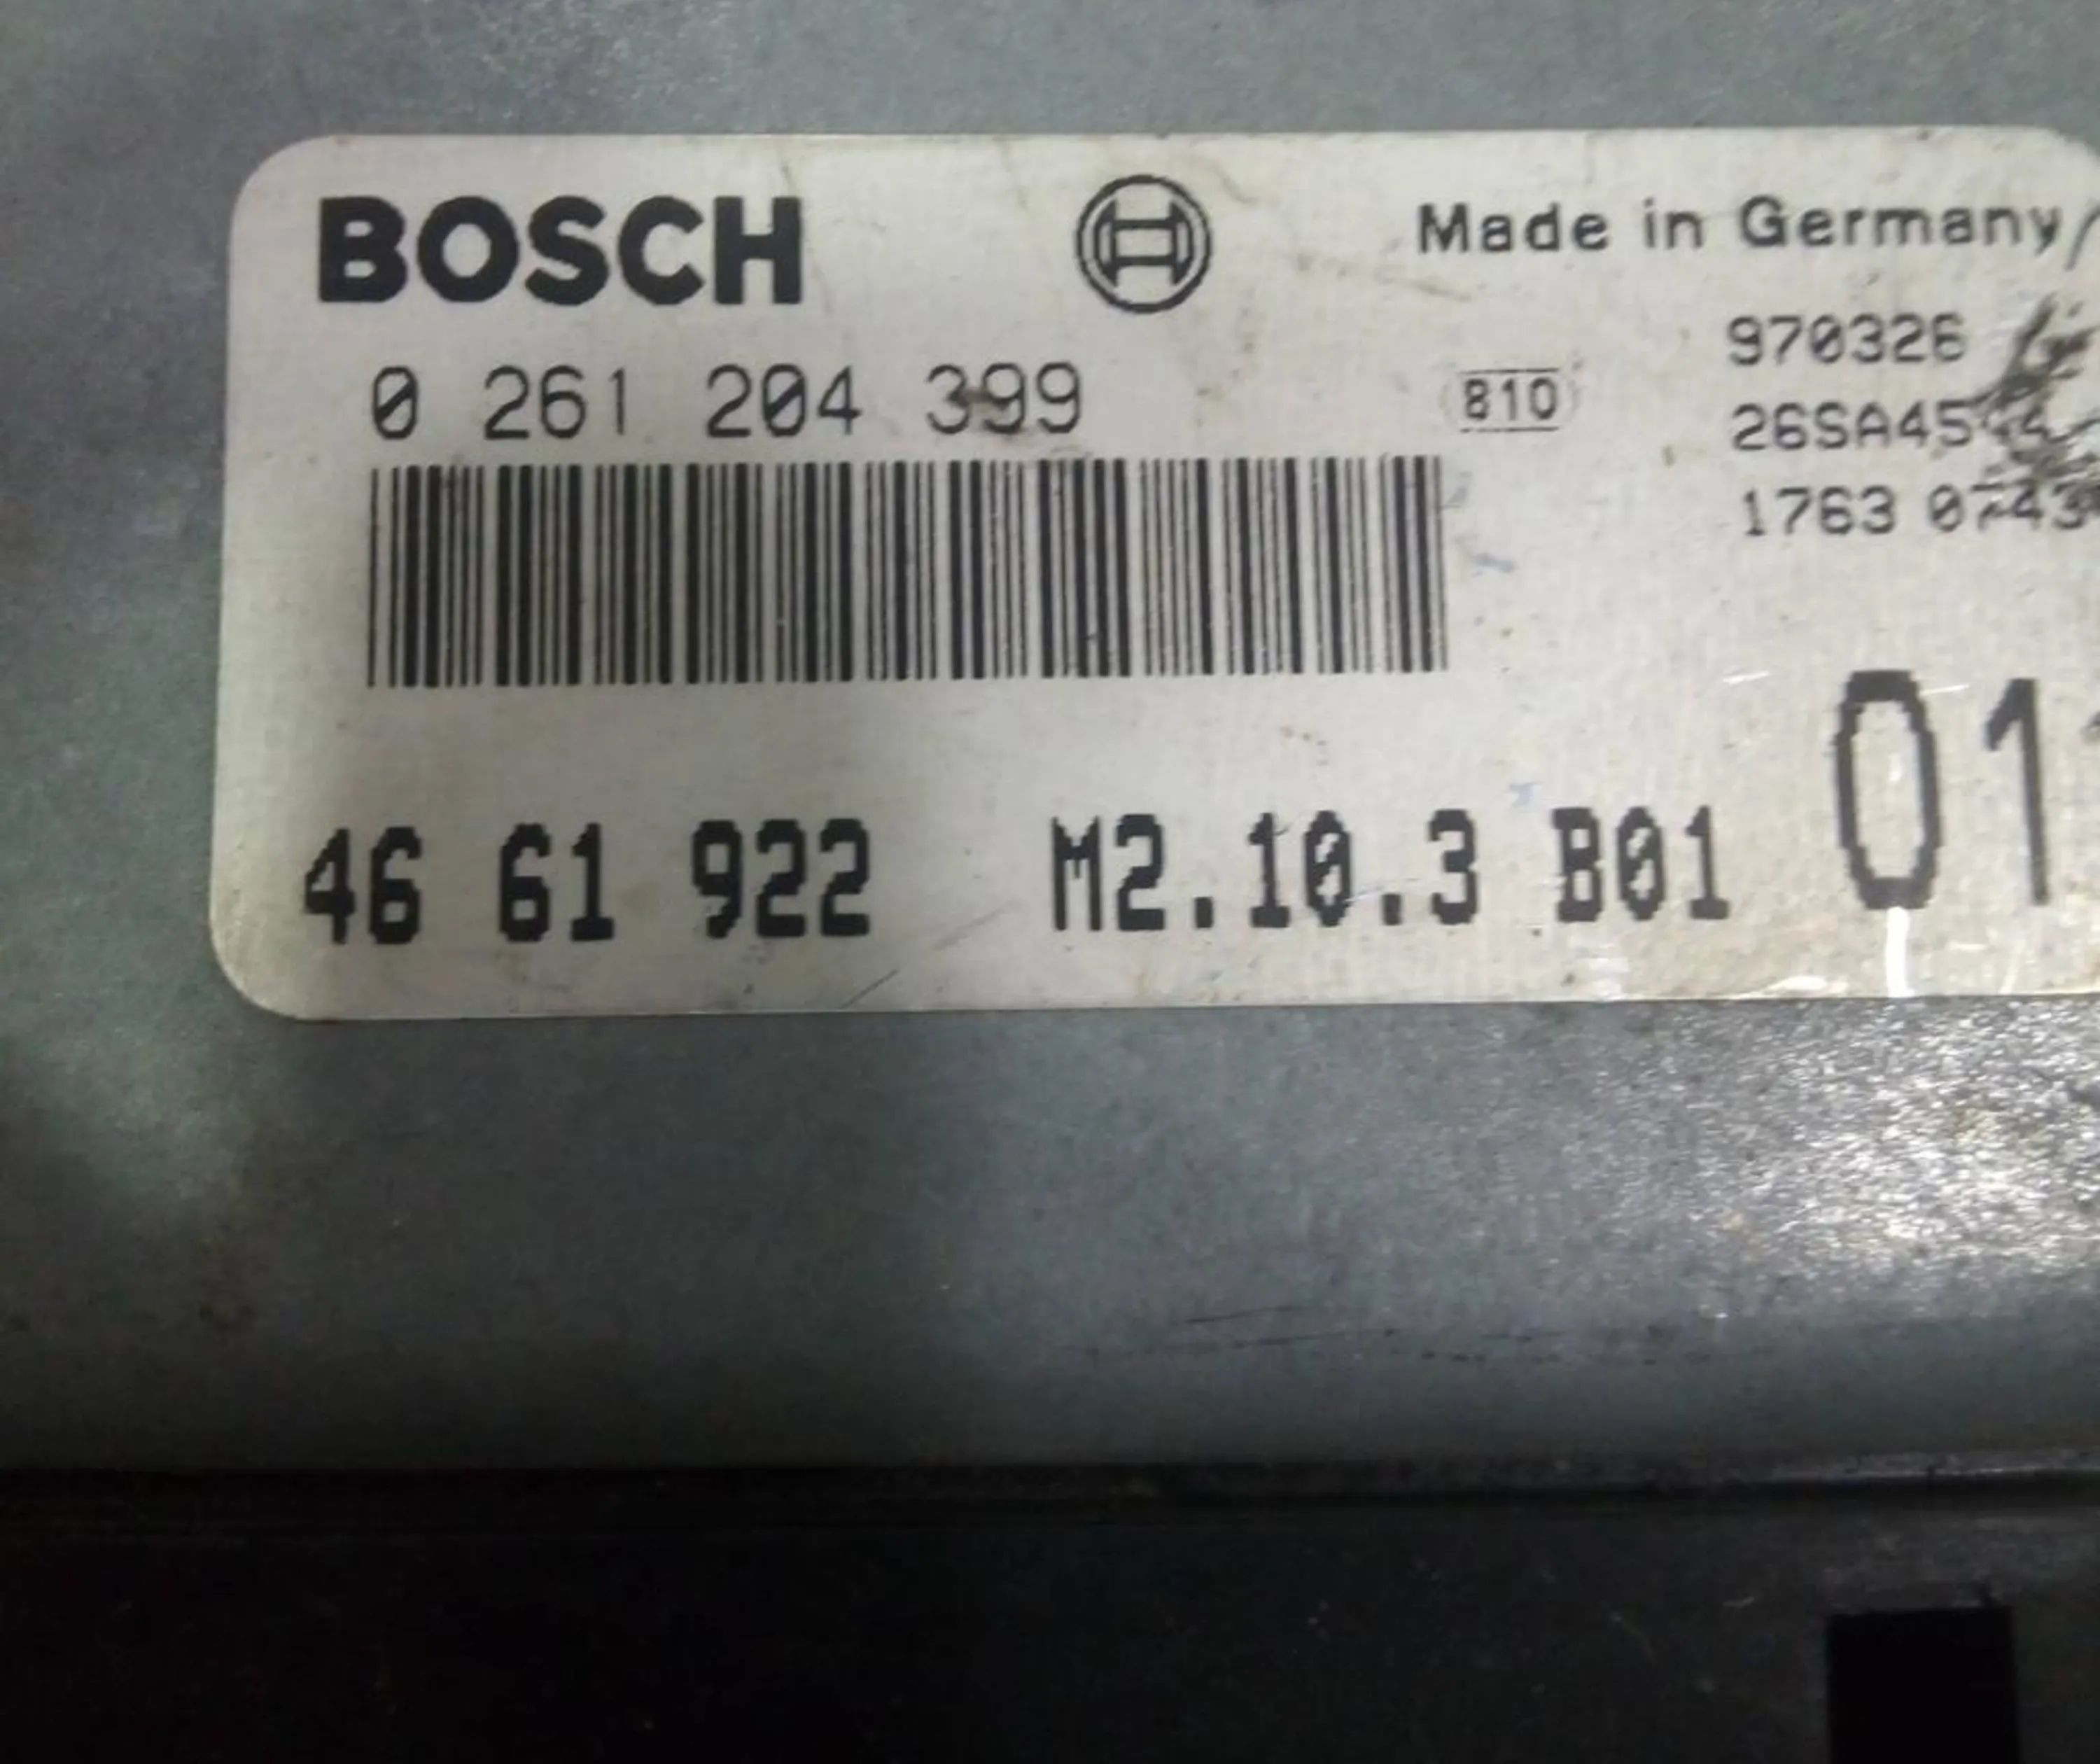 BOSCH Made in Germany
970326
0 261 204 399 810
26SA45
1763
46 61 922 M2.10.3 B01 01